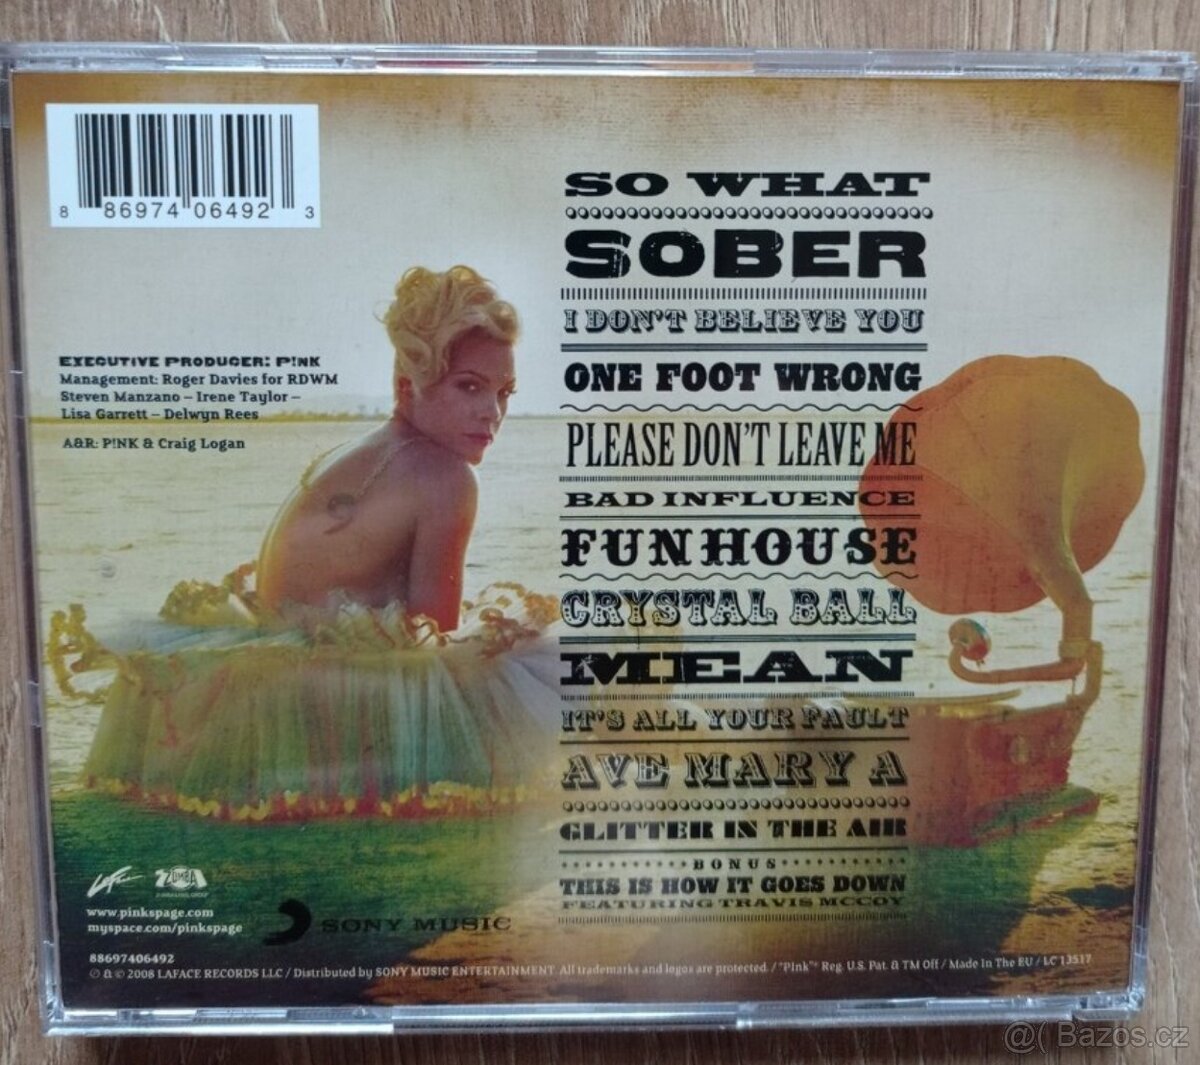 8 86974 06492 3
SO WHAT
SOBER
I DON'T BELIEVE YOU
ONE FOOT WRONG
PLEASE DON'T LEAVE ME
BAD INFLUENCE
FUNHOUSE
CRYSTAL BALL
MEAN
IT'S ALL YOUR FAULT
AVE MARY A
GLITTER IN THE AIR
BONUS
THIS IS HOW IT GOES DOWN
FEATURING TRAVIS MCCOY
EXECUTIVE PRODUCER: P!NK
Management: Roger Davies for RDWM
Steven Manzano – Irene Taylor –
Lisa Garrett – Delwyn Rees
A&R: P!NK & Craig Logan
LaFace
ZOMBA
www.pinkspage.com
myspace.com/pinkspage
SONY MUSIC
88697406492
℗ & © 2008 LAFACE RECORDS LLC / Distributed by SONY MUSIC ENTERTAINMENT. All trademarks and logos are protected. / "P!nk"® Reg. U.S. Pat. & TM Off / Made In The EU / LC 13517
@( Bazos.cz